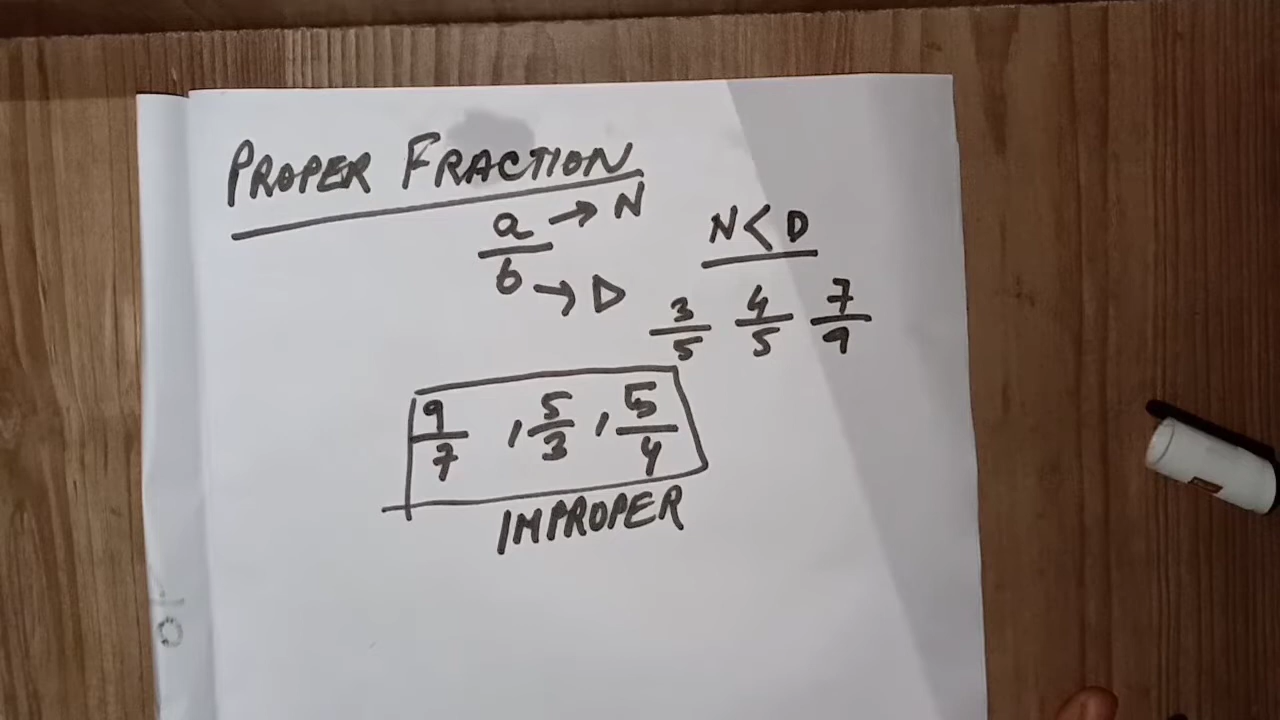 PROPER FRACTION
a/b
a → N
b → D
N < D
3/5 4/5 7/9
9/7 , 5/3 , 5/4
IMPROPER